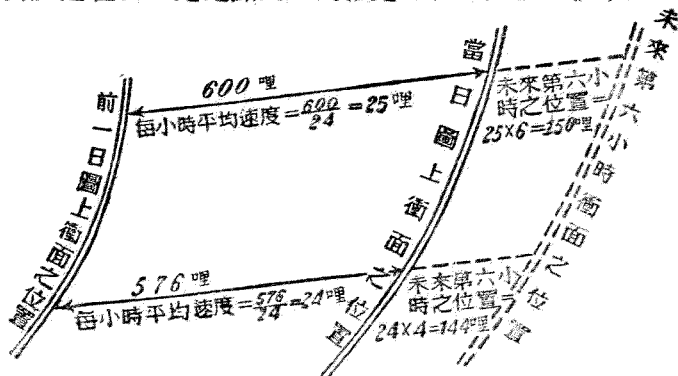 前一日圖上衝面之位置
600哩
每小時平均速度=600/24=25哩
576哩
每小時平均速度=576/24=24哩
當日圖上衝面之位置
未來第六小
時之位置=
25×6=150哩
未來第六小
時之位置=
24×4=144哩
未來第六小時衝面之位置